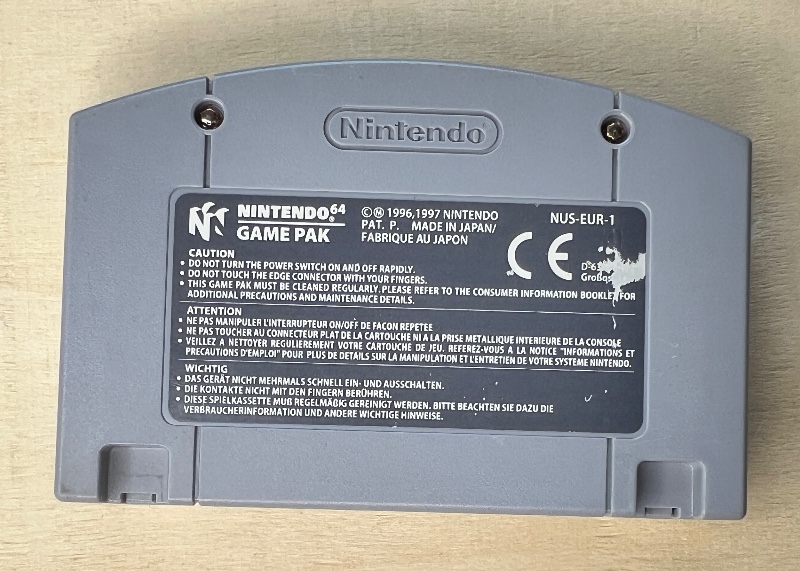 Nintendo
NINTENDO64
GAME PAK
©Ⓜ 1996,1997 NINTENDO
PAT. P. MADE IN JAPAN/
FABRIQUE AU JAPON
NUS-EUR-1
CE
CAUTION
• DO NOT TURN THE POWER SWITCH ON AND OFF RAPIDLY.
• DO NOT TOUCH THE EDGE CONNECTOR WITH YOUR FINGERS.
• THIS GAME PAK MUST BE CLEANED REGULARLY. PLEASE REFER TO THE CONSUMER INFORMATION BOOKLET FOR
ADDITIONAL PRECAUTIONS AND MAINTENANCE DETAILS.
ATTENTION
• NE PAS MANIPULER L'INTERRUPTEUR ON/OFF DE FACON REPETEE
• NE PAS TOUCHER AU CONNECTEUR PLAT DE LA CARTOUCHE NI A LA PRISE METALLIQUE INTERIEURE DE LA CONSOLE
• VEILLEZ A NETTOYER REGULIEREMENT VOTRE CARTOUCHE DE JEU. REFEREZ-VOUS A LA NOTICE "INFORMATIONS ET
PRECAUTIONS D'EMPLOI" POUR PLUS DE DETAILS SUR LA MANIPULATION ET L'ENTRETIEN DE VOTRE SYSTEME NINTENDO.
WICHTIG
• DAS GERÄT NICHT MEHRMALS SCHNELL EIN- UND AUSSCHALTEN.
• DIE KONTAKTE NICHT MIT DEN FINGERN BERÜHREN.
• DIESE SPIELKASSETTE MUß REGELMÄßIG GEREINIGT WERDEN. BITTE BEACHTEN SIE DAZU DIE
VERBRAUCHERINFORMATION UND ANDERE WICHTIGE HINWEISE.